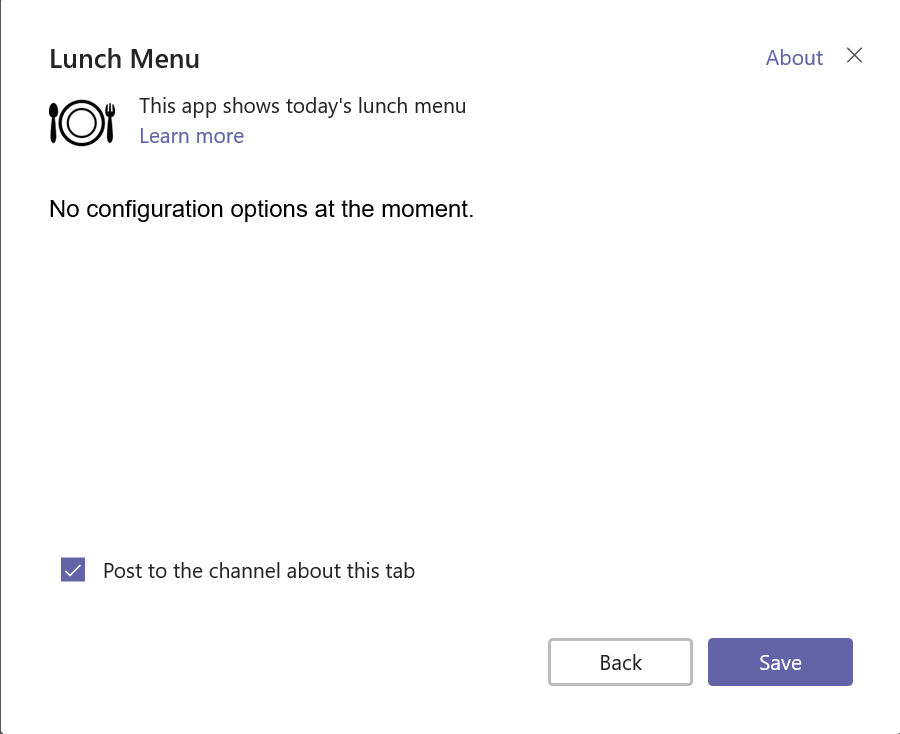 Lunch Menu
About
This app shows today's lunch menu
Learn more
No configuration options at the moment.
Post to the channel about this tab
Back
Save